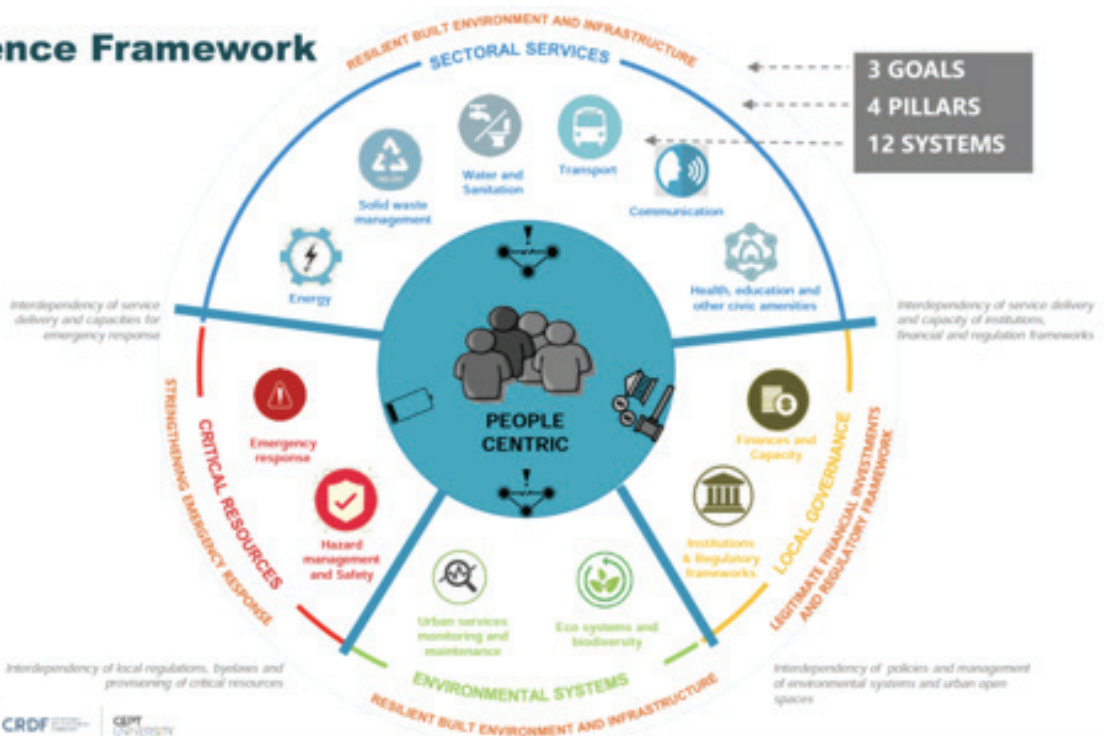 ence Framework
RESILIENT BUILT ENVIRONMENT AND INFRASTRUCTURE
SECTORAL SERVICES
3 GOALS
4 PILLARS
12 SYSTEMS
Water and
Sanitation
Transport
Solid waste
management
Communication
Energy
Health, education and
other civic amenities
Interdependency of service
delivery and capacities for
emergency response
Interdependency of service delivery
and capacity of institutions,
financial and regulation frameworks
PEOPLE
CENTRIC
STRENGTHENING EMERGENCY RESPONSE
CRITICAL RESOURCES
Emergency
response
Hazard
management
and Safety
Finances and
Capacity
Institutions
& Regulatory
frameworks
LOCAL GOVERNANCE
LEGITIMATE FINANCIAL INVESTMENTS
AND REGULATORY FRAMEWORK
Urban services
monitoring and
maintenance
Eco systems and
biodiversity
ENVIRONMENTAL SYSTEMS
RESILIENT BUILT ENVIRONMENT AND INFRASTRUCTURE
Interdependency of local regulations, byelaws and
provisioning of critical resources
Interdependency of policies and management
of environmental systems and urban open
spaces
CRDF
CEPT
UNIVERSITY